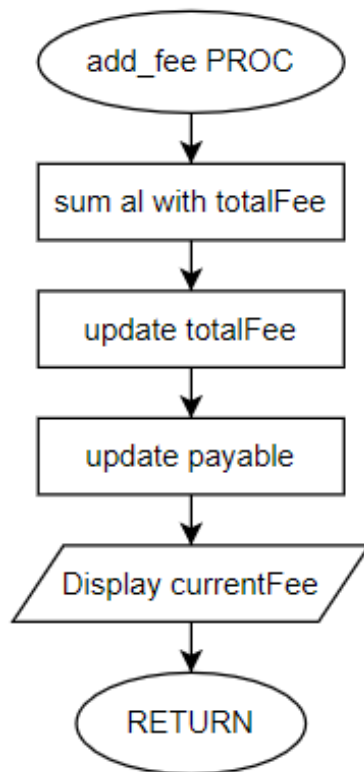 add_fee PROC
sum al with totalFee
update totalFee
update payable
Display currentFee
RETURN